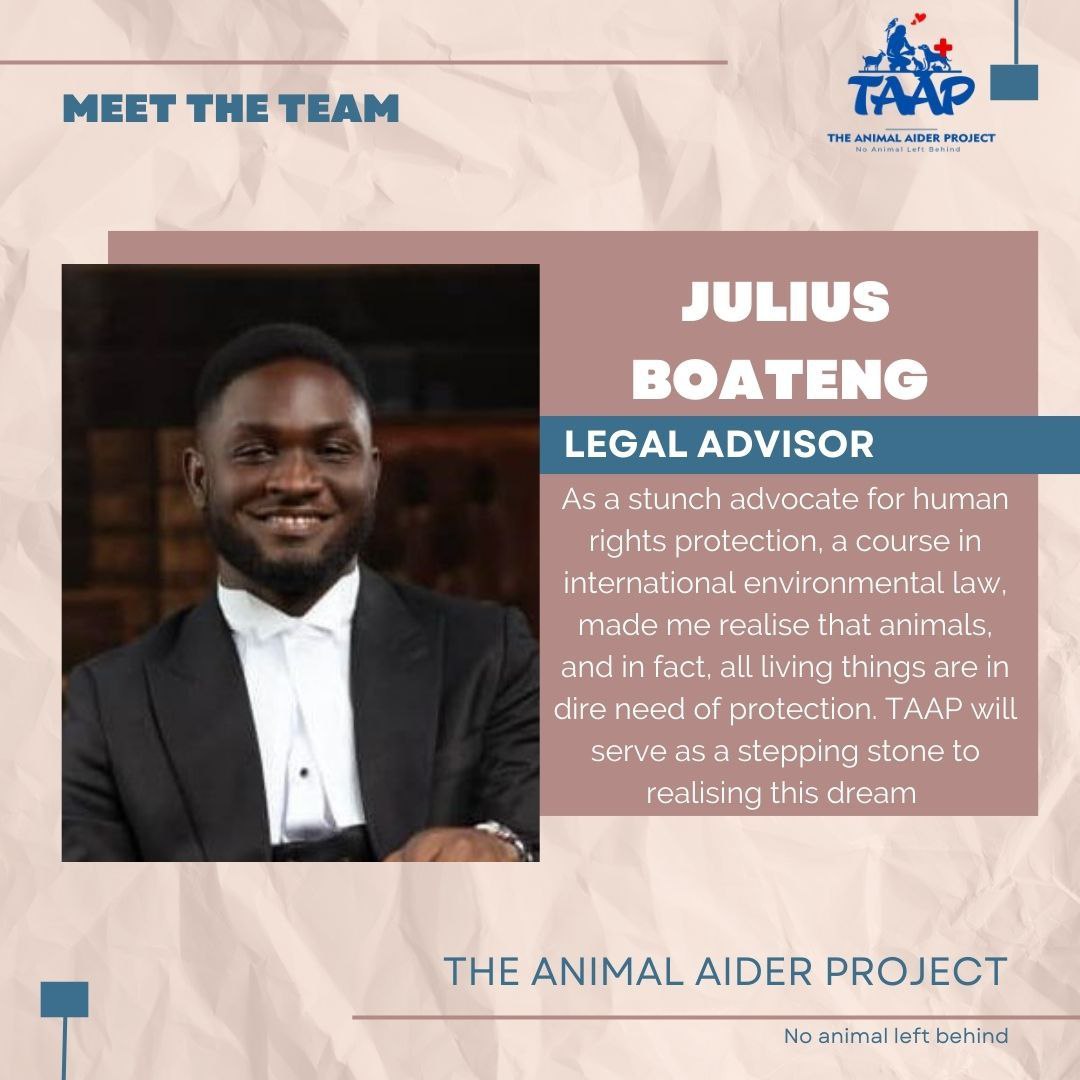 TAAP
THE ANIMAL AIDER PROJECT
No Animal Left Behind
MEET THE TEAM
JULIUS
BOATENG
LEGAL ADVISOR
As a stunch advocate for human
rights protection, a course in
international environmental law,
made me realise that animals,
and in fact, all living things are in
dire need of protection. TAAP will
serve as a stepping stone to
realising this dream
THE ANIMAL AIDER PROJECT
No animal left behind